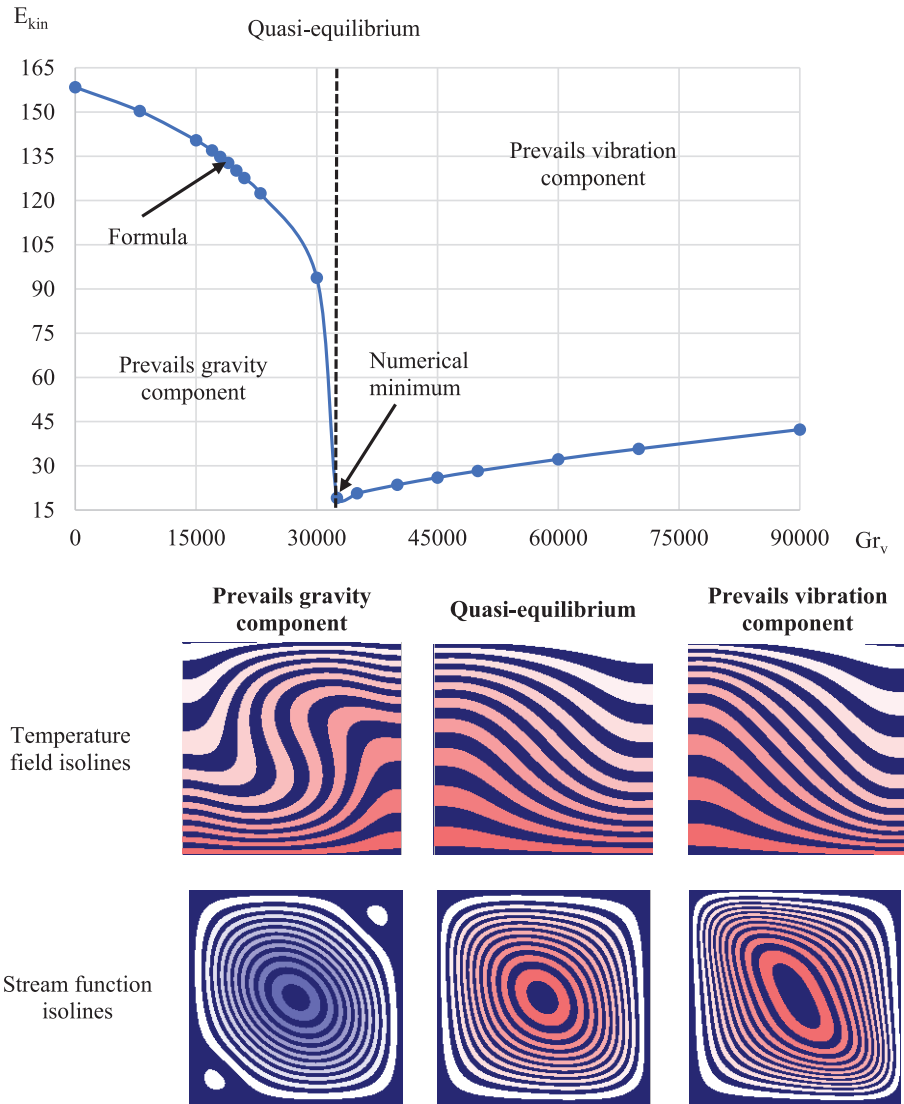 E_kin
Quasi-equilibrium
165
150
135
120
105
90
75
60
45
30
15
Prevails vibration
component
Formula
Prevails gravity
component
Numerical
minimum
0 15000 30000 45000 60000 75000 90000 Gr_v
Prevails gravity
component
Quasi-equilibrium
Prevails vibration
component
Temperature
field isolines
Stream function
isolines